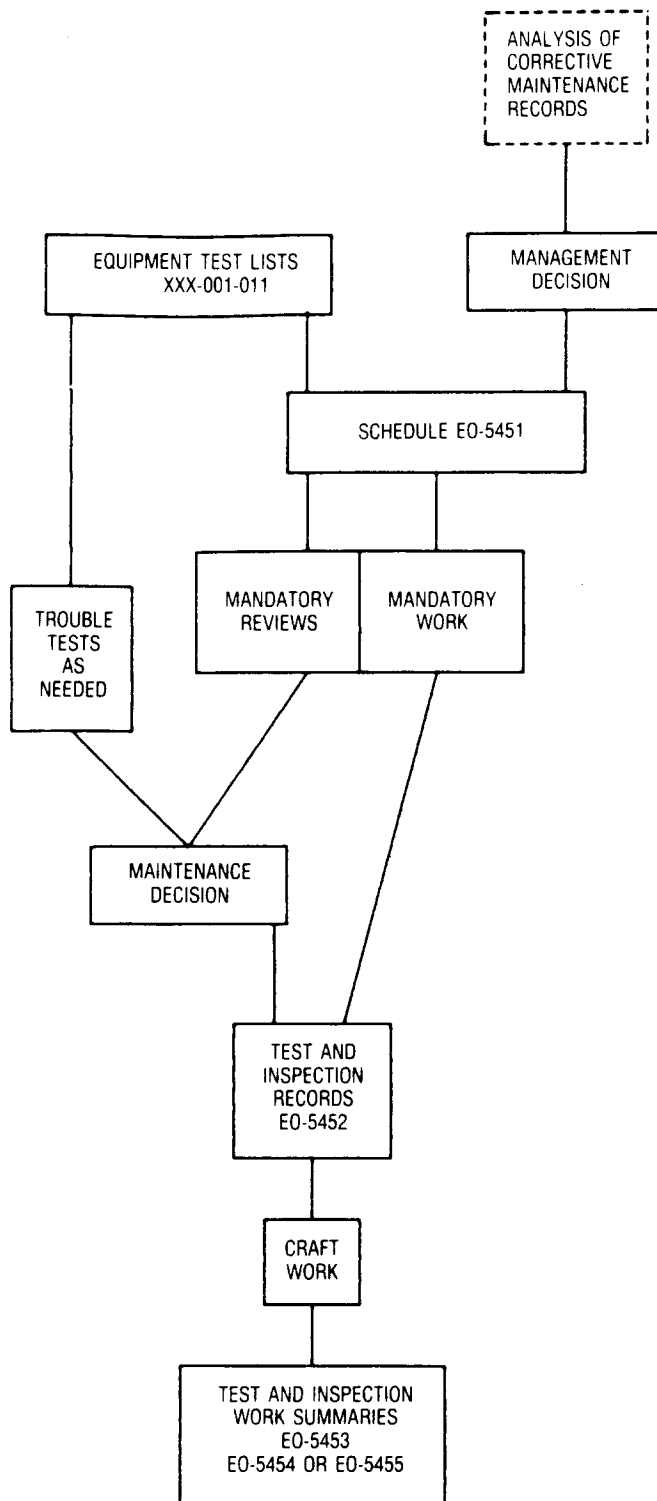 ANALYSIS OF
CORRECTIVE
MAINTENANCE
RECORDS
EQUIPMENT TEST LISTS
XXX-001-011
MANAGEMENT
DECISION
SCHEDULE EO-5451
TROUBLE
TESTS
AS
NEEDED
MANDATORY
REVIEWS
MANDATORY
WORK
MAINTENANCE
DECISION
TEST AND
INSPECTION
RECORDS
EO-5452
CRAFT
WORK
TEST AND INSPECTION
WORK SUMMARIES
EO-5453
EO-5454 OR EO-5455